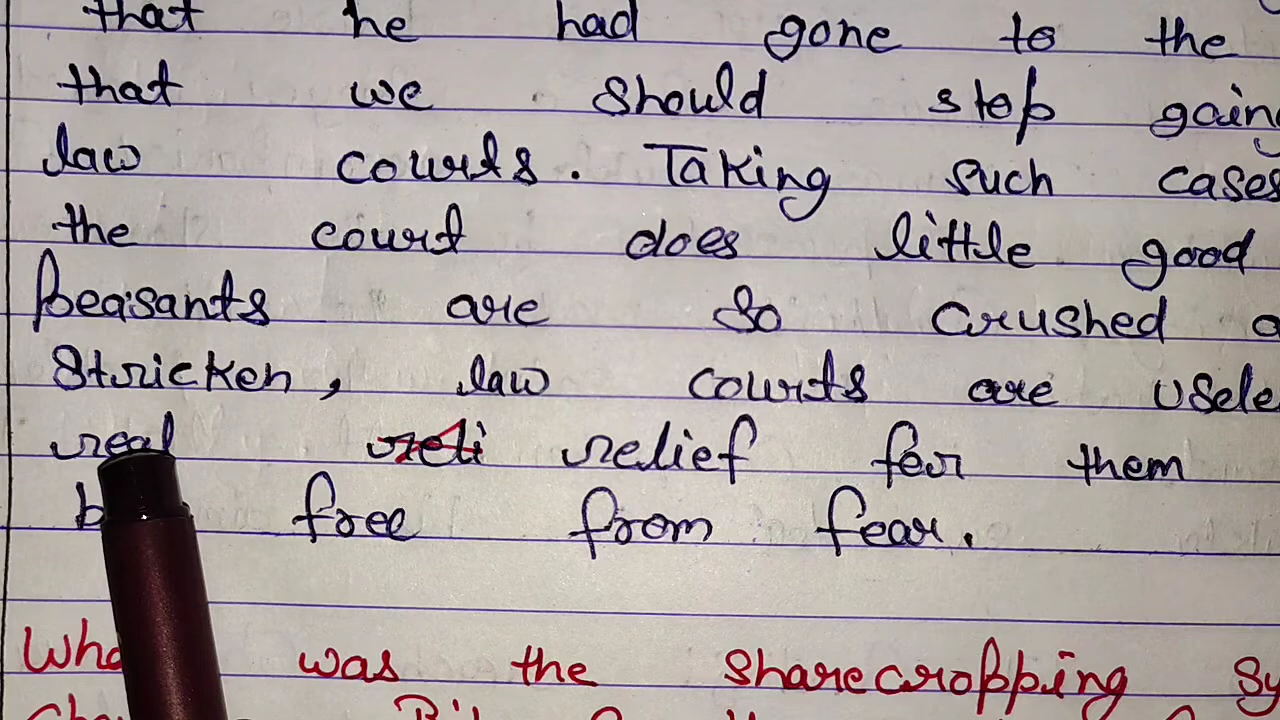 that he had gone to the
that we should stop going
law courts. Taking such cases
the court does little good
Peasants are so crushed a
Stricken, law courts are usele
real reli relief for them
b free from fear.
Wha was the sharecropping Sy